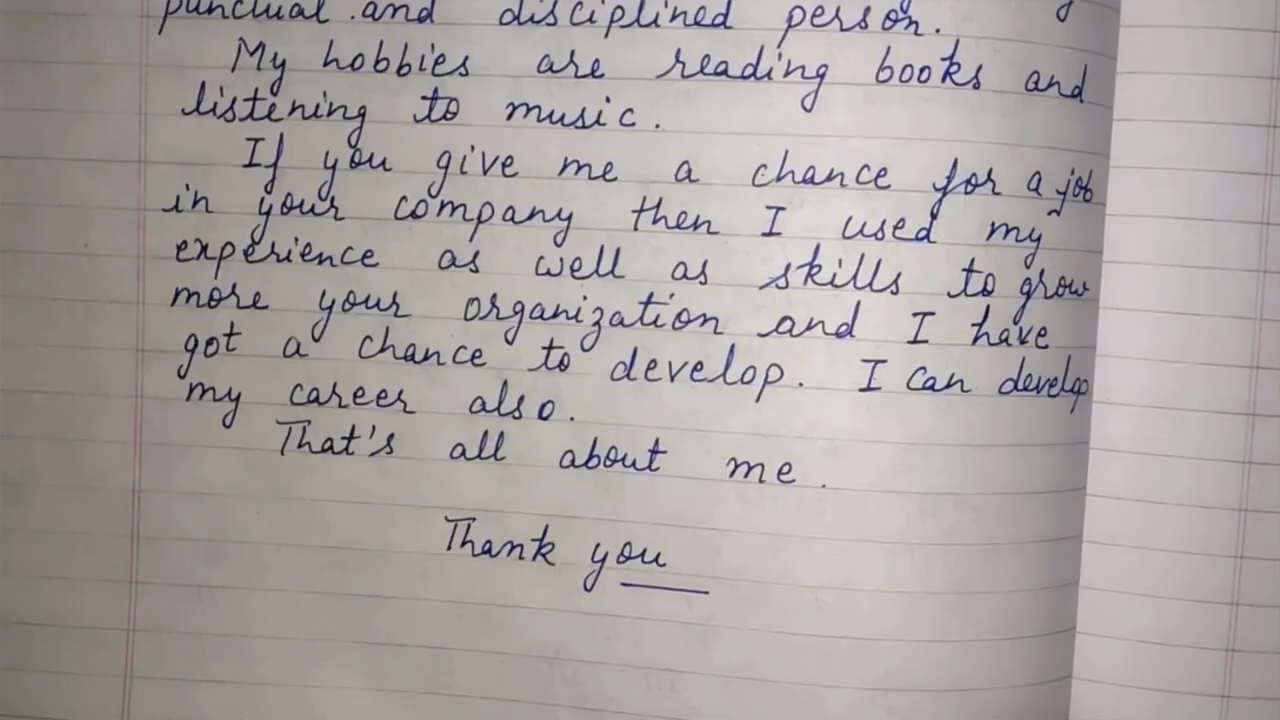 punctual and disciplined person.
My hobbies are reading books and
listening to music.
If you give me a chance for a job
in your company then I used my
experience as well as skills to grow
more your organization and I have
got a chance to develop. I can develop
my career also.
That's all about me.
Thank you